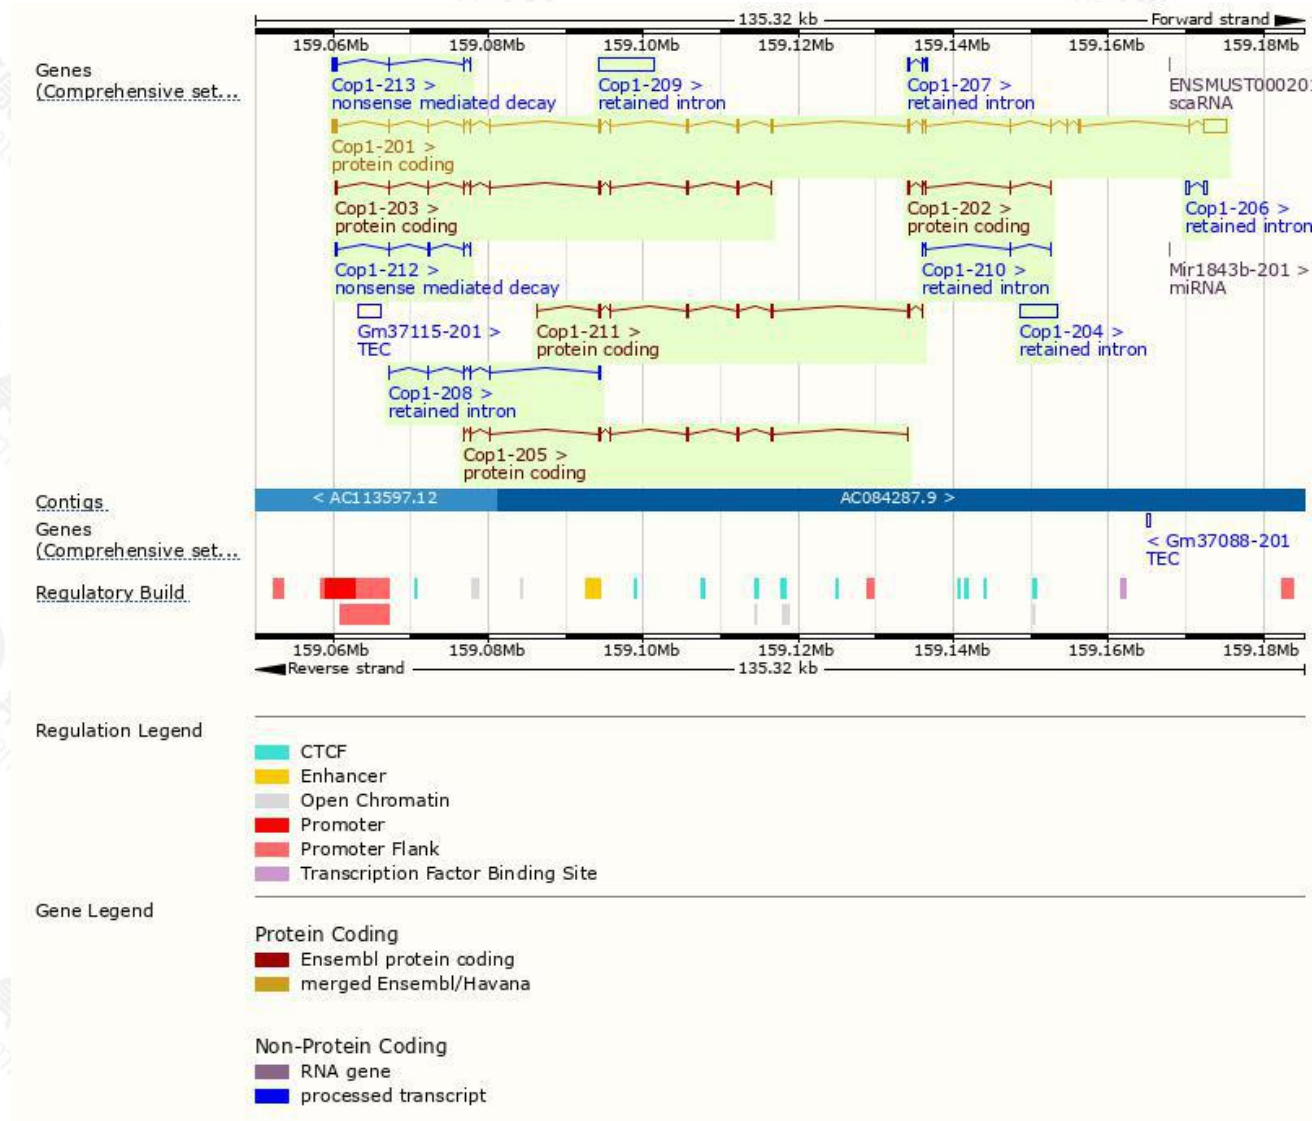 135.32 kb Forward strand
159.06Mb 159.08Mb 159.10Mb 159.12Mb 159.14Mb 159.16Mb 159.18Mb
Genes
(Comprehensive set...
Cop1-213 > Cop1-209 > Cop1-207 > ENSMUST000020
nonsense mediated decay retained intron retained intron scaRNA
Cop1-201 >
protein coding
Cop1-203 > Cop1-202 > Cop1-206 >
protein coding protein coding retained intron
Cop1-212 > Cop1-210 > Mir1843b-201 >
nonsense mediated decay retained intron miRNA
Gm37115-201 > Cop1-211 > Cop1-204 >
TEC protein coding retained intron
Cop1-208 >
retained intron
Cop1-205 >
protein coding
Contigs < AC113597.12 AC084287.9 >
Genes
(Comprehensive set... < Gm37088-201
TEC
Regulatory Build
159.06Mb 159.08Mb 159.10Mb 159.12Mb 159.14Mb 159.16Mb 159.18Mb
Reverse strand 135.32 kb
Regulation Legend
CTCF
Enhancer
Open Chromatin
Promoter
Promoter Flank
Transcription Factor Binding Site
Gene Legend
Protein Coding
Ensembl protein coding
merged Ensembl/Havana
Non-Protein Coding
RNA gene
processed transcript